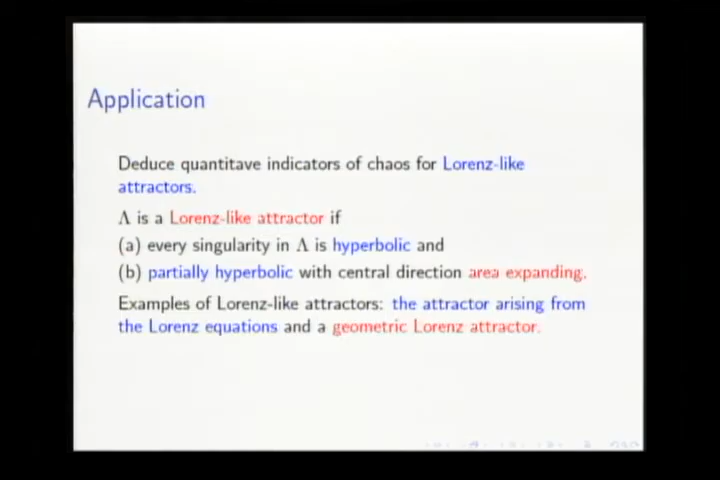 Application
Deduce quantitave indicators of chaos for Lorenz-like
attractors.
Λ is a Lorenz-like attractor if
(a) every singularity in Λ is hyperbolic and
(b) partially hyperbolic with central direction area expanding.
Examples of Lorenz-like attractors: the attractor arising from
the Lorenz equations and a geometric Lorenz attractor.